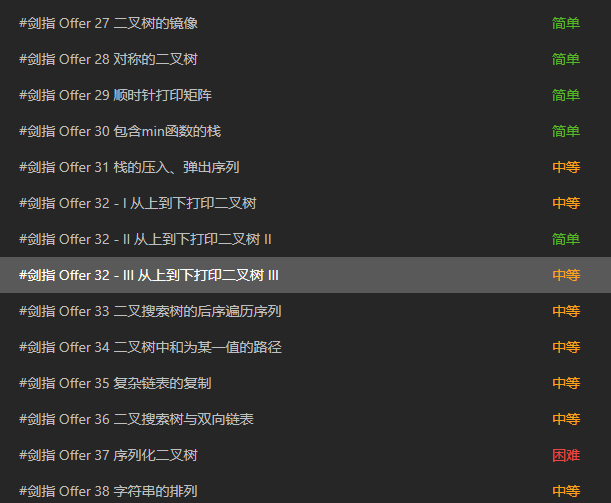 #剑指 Offer 27 二叉树的镜像 简单
#剑指 Offer 28 对称的二叉树 简单
#剑指 Offer 29 顺时针打印矩阵 简单
#剑指 Offer 30 包含min函数的栈 简单
#剑指 Offer 31 栈的压入、弹出序列 中等
#剑指 Offer 32 - I 从上到下打印二叉树 中等
#剑指 Offer 32 - II 从上到下打印二叉树 II 简单
#剑指 Offer 32 - III 从上到下打印二叉树 III 中等
#剑指 Offer 33 二叉搜索树的后序遍历序列 中等
#剑指 Offer 34 二叉树中和为某一值的路径 中等
#剑指 Offer 35 复杂链表的复制 中等
#剑指 Offer 36 二叉搜索树与双向链表 中等
#剑指 Offer 37 序列化二叉树 困难
#剑指 Offer 38 字符串的排列 中等